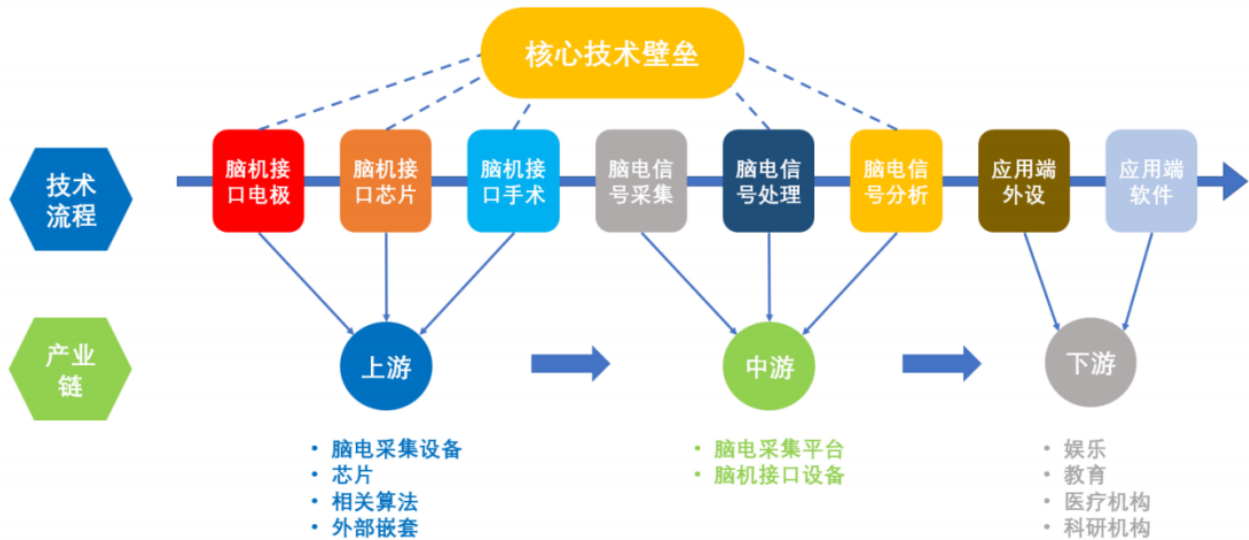 核心技术壁垒
技术
流程
脑机接
口电极
脑机接
口芯片
脑机接
口手术
脑电信
号采集
脑电信
号处理
脑电信
号分析
应用端
外设
应用端
软件
产业
链
上游
中游
下游
• 脑电采集设备
• 芯片
• 相关算法
• 外部嵌套
• 脑电采集平台
• 脑机接口设备
• 娱乐
• 教育
• 医疗机构
• 科研机构